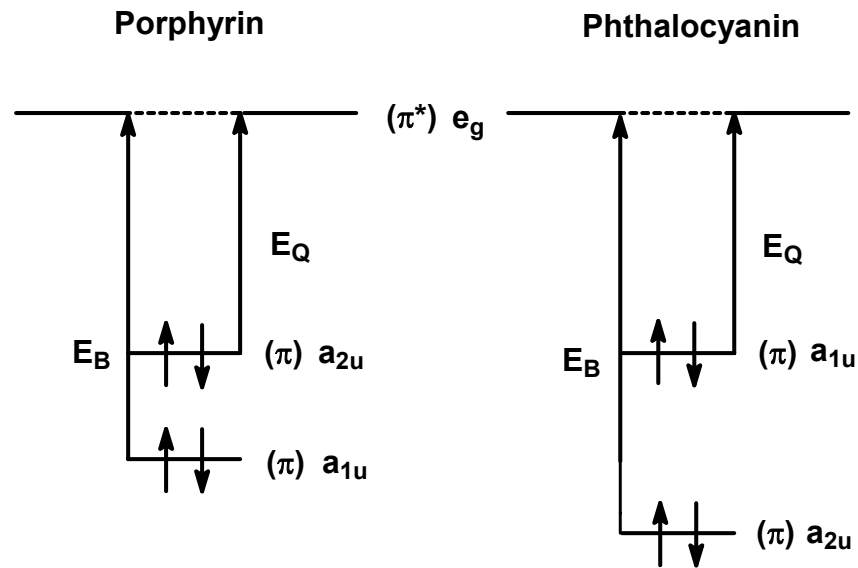 Porphyrin Phthalocyanin
(π*) e_g
E_Q E_Q
E_B (π) a_2u E_B (π) a_1u
(π) a_1u
(π) a_2u